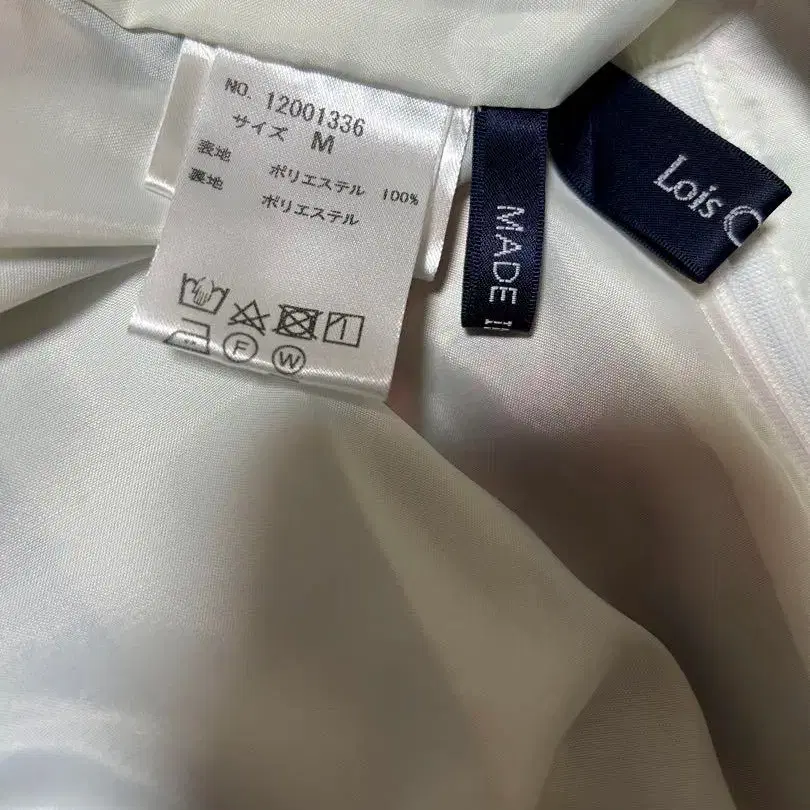 NO. 12001336
サイズ M
表地 ポリエステル 100%
裏地 ポリエステル
F W
MADE
Lois